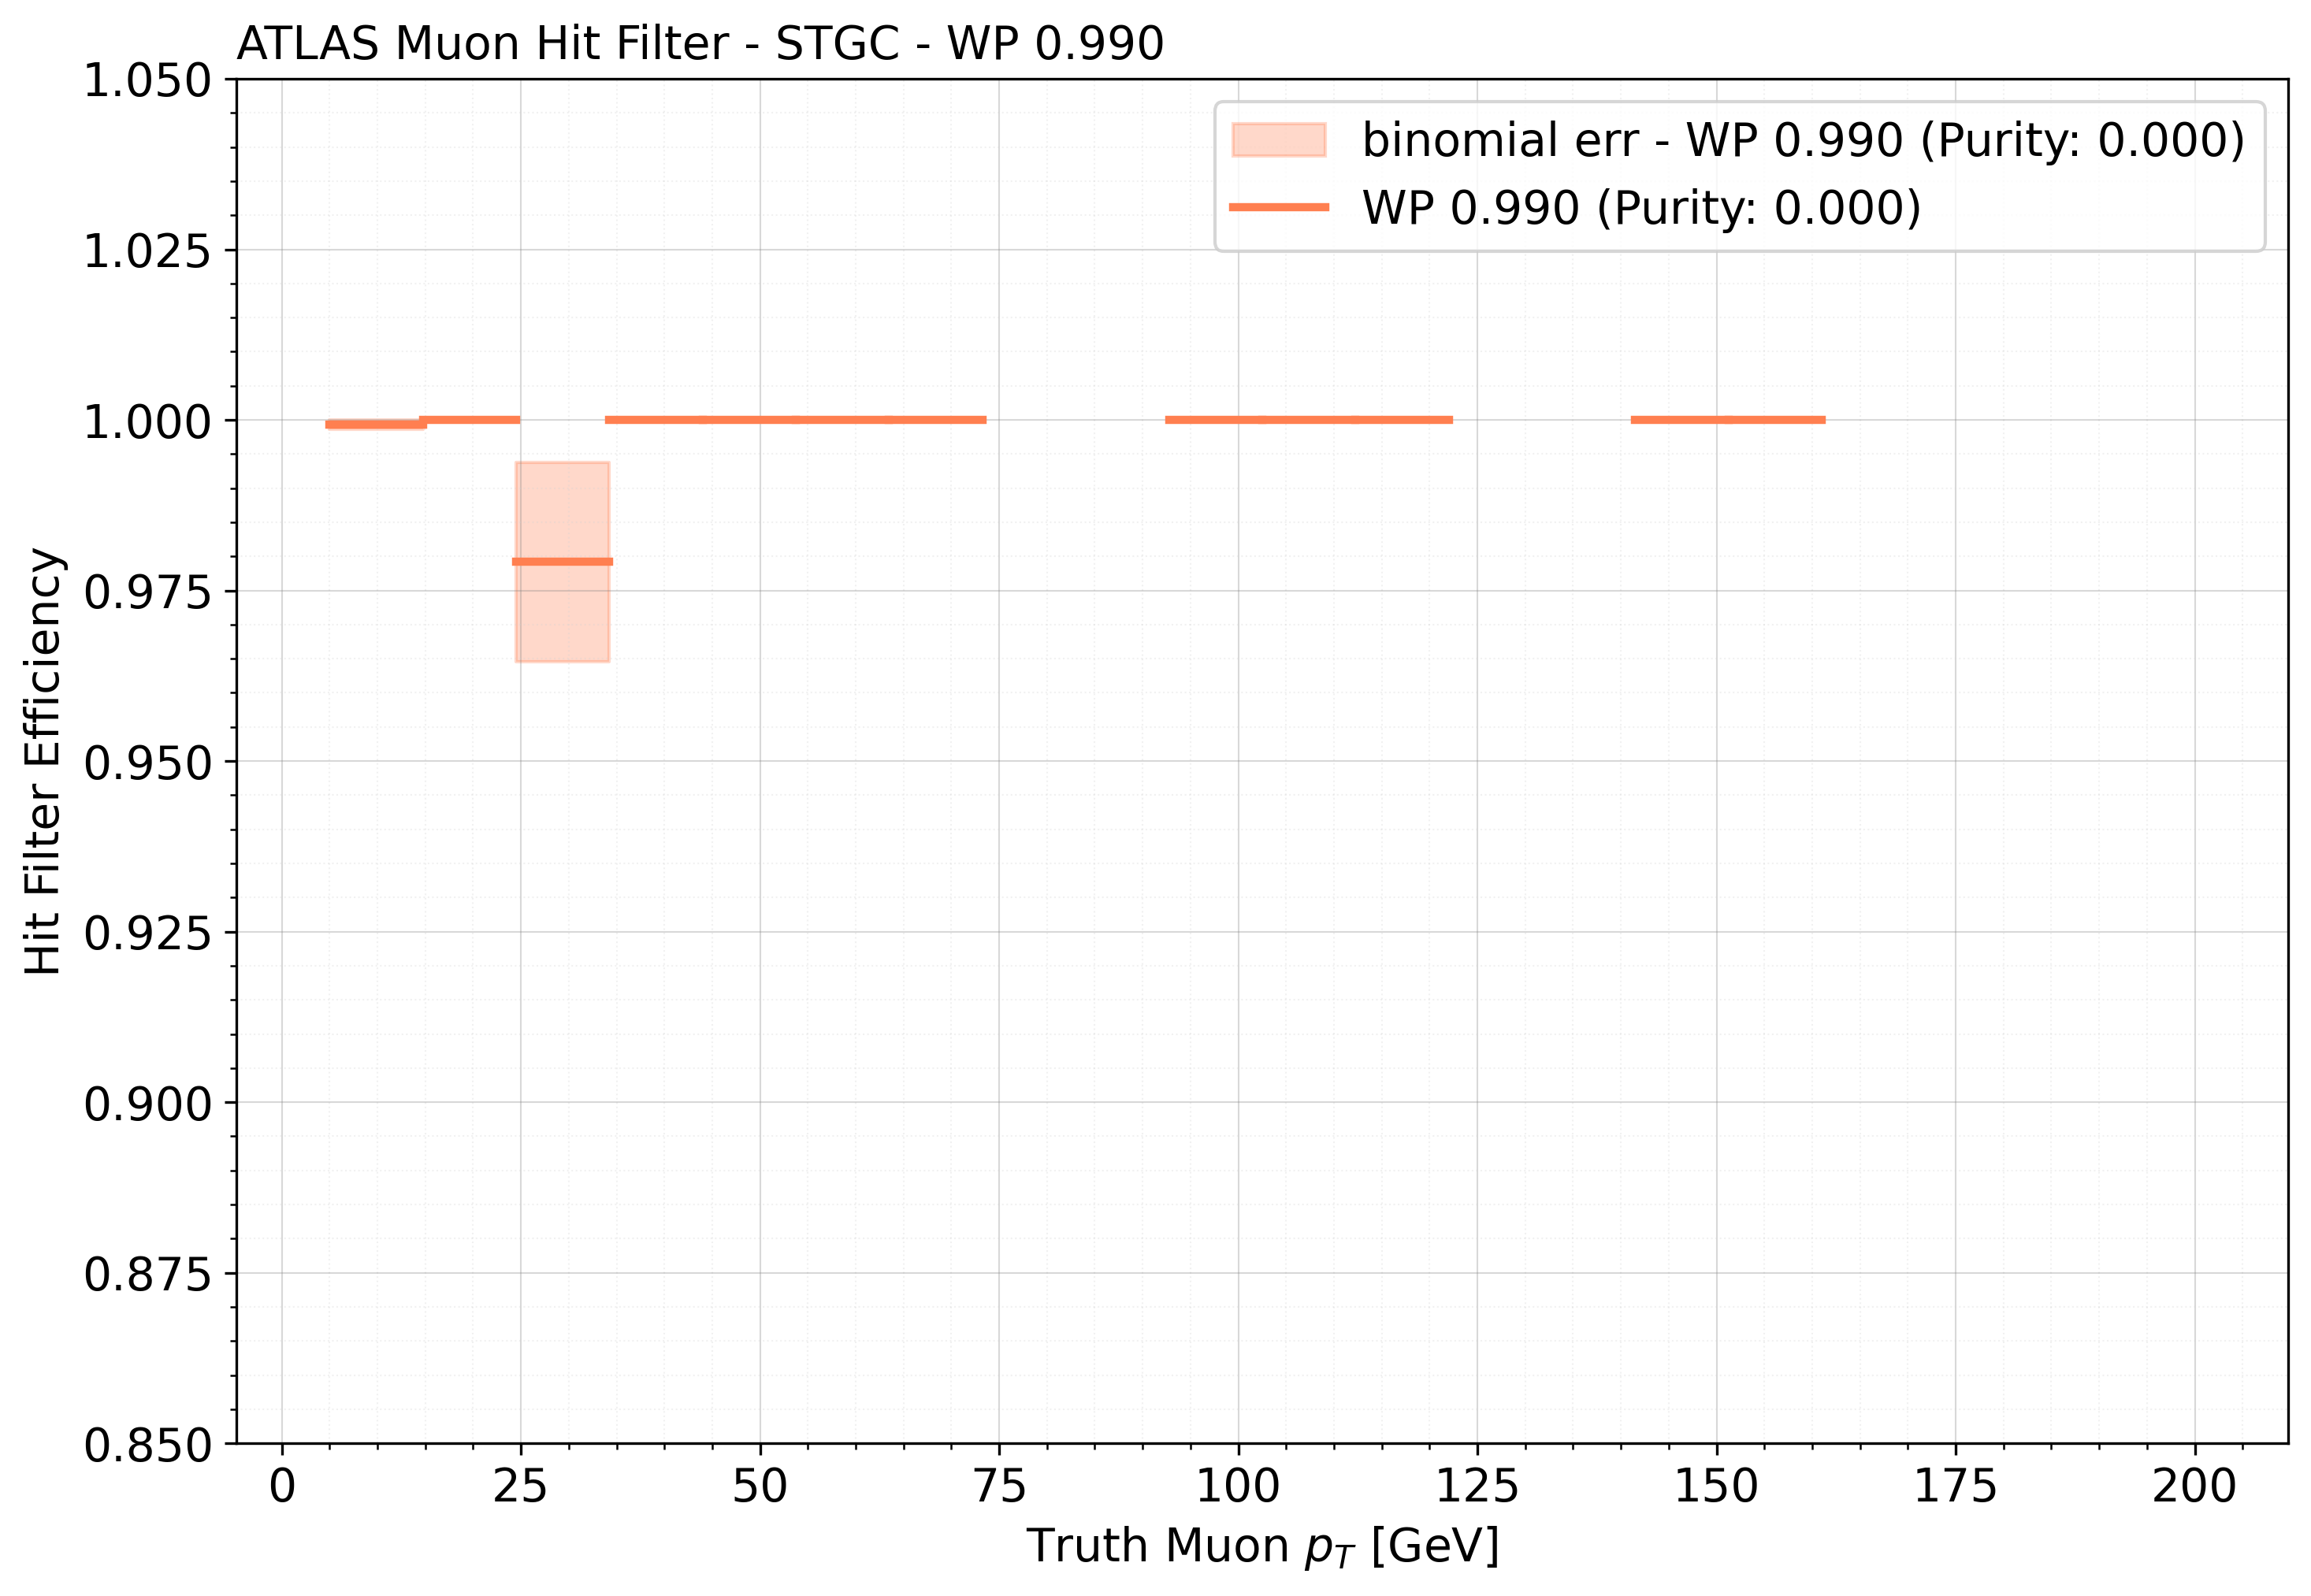 ATLAS Muon Hit Filter - STGC - WP 0.990
1.050
1.025
1.000
0.975
0.950
0.925
0.900
0.875
0.850
Hit Filter Efficiency
binomial err - WP 0.990 (Purity: 0.000)
WP 0.990 (Purity: 0.000)
0 25 50 75 100 125 150 175 200
Truth Muon $p_T$ [GeV]